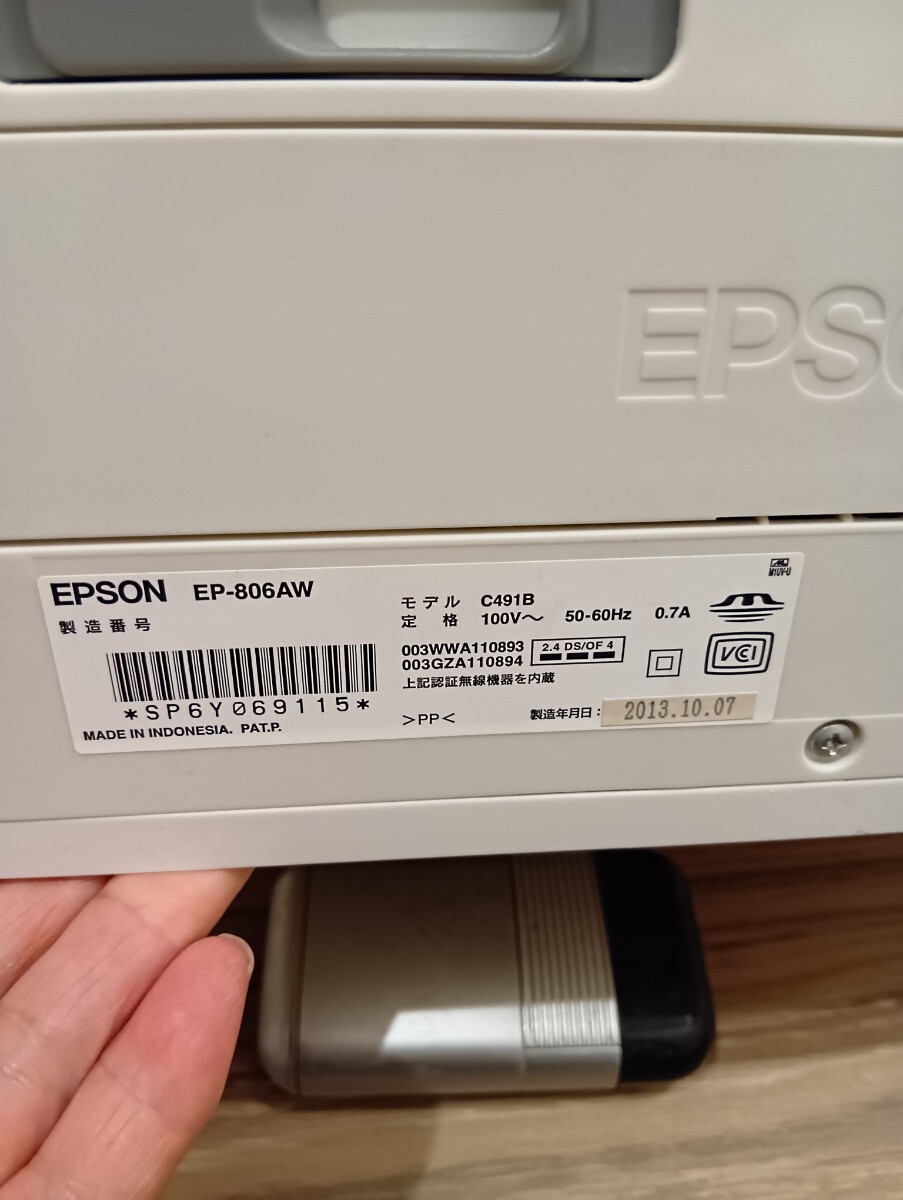 EPSO
EPSON EP-806AW
製造番号
*SP6Y069115*
MADE IN INDONESIA. PAT.P.
モデル C491B
定 格 100V～ 50-60Hz 0.7A
003WWA110893
003GZA110894
2.4 DS/OF 4
上記認証無線機器を内蔵
>PP<
製造年月日: 2013.10.07
M1UV-U
VCI